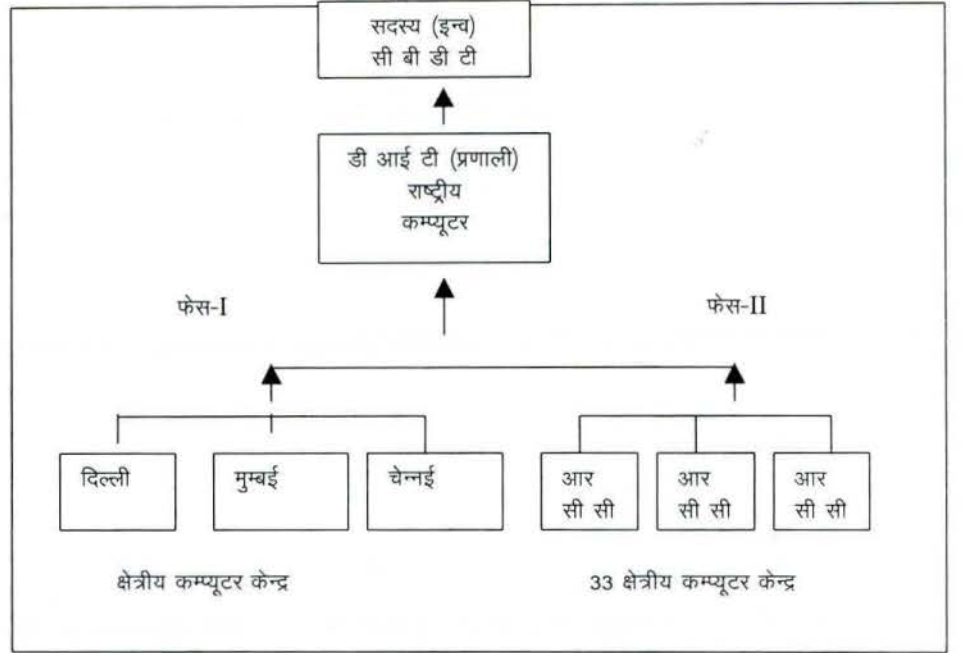 सदस्य (इन्व)
सी बी डी टी
डी आई टी (प्रणाली)
राष्ट्रीय
कम्प्यूटर
फेस-I
फेस-II
दिल्ली
मुम्बई
चेन्नई
आर
सी सी
आर
सी सी
आर
सी सी
क्षेत्रीय कम्प्यूटर केन्द्र
33 क्षेत्रीय कम्प्यूटर केन्द्र